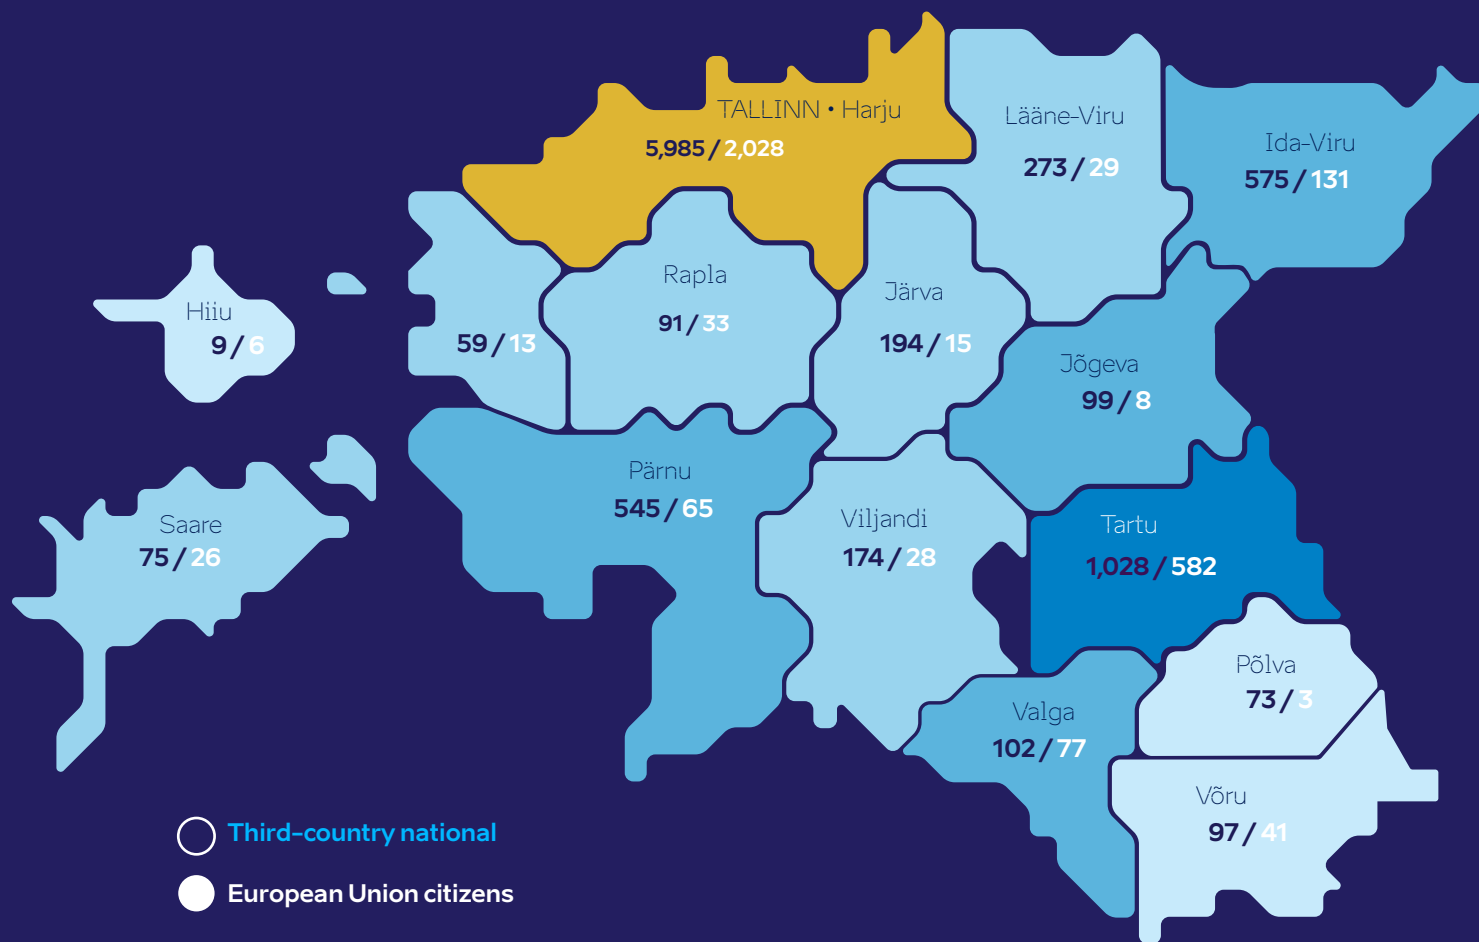 TALLINN • Harju
5,985 / 2,028
Lääne-Viru
273 / 29
Ida-Viru
575 / 131
Hiiu
9 / 6
59 / 13
Rapla
91 / 33
Järva
194 / 15
Jõgeva
99 / 8
Saare
75 / 26
Pärnu
545 / 65
Viljandi
174 / 28
Tartu
1,028 / 582
Põlva
73 / 3
Valga
102 / 77
Võru
97 / 41
Third-country national
European Union citizens